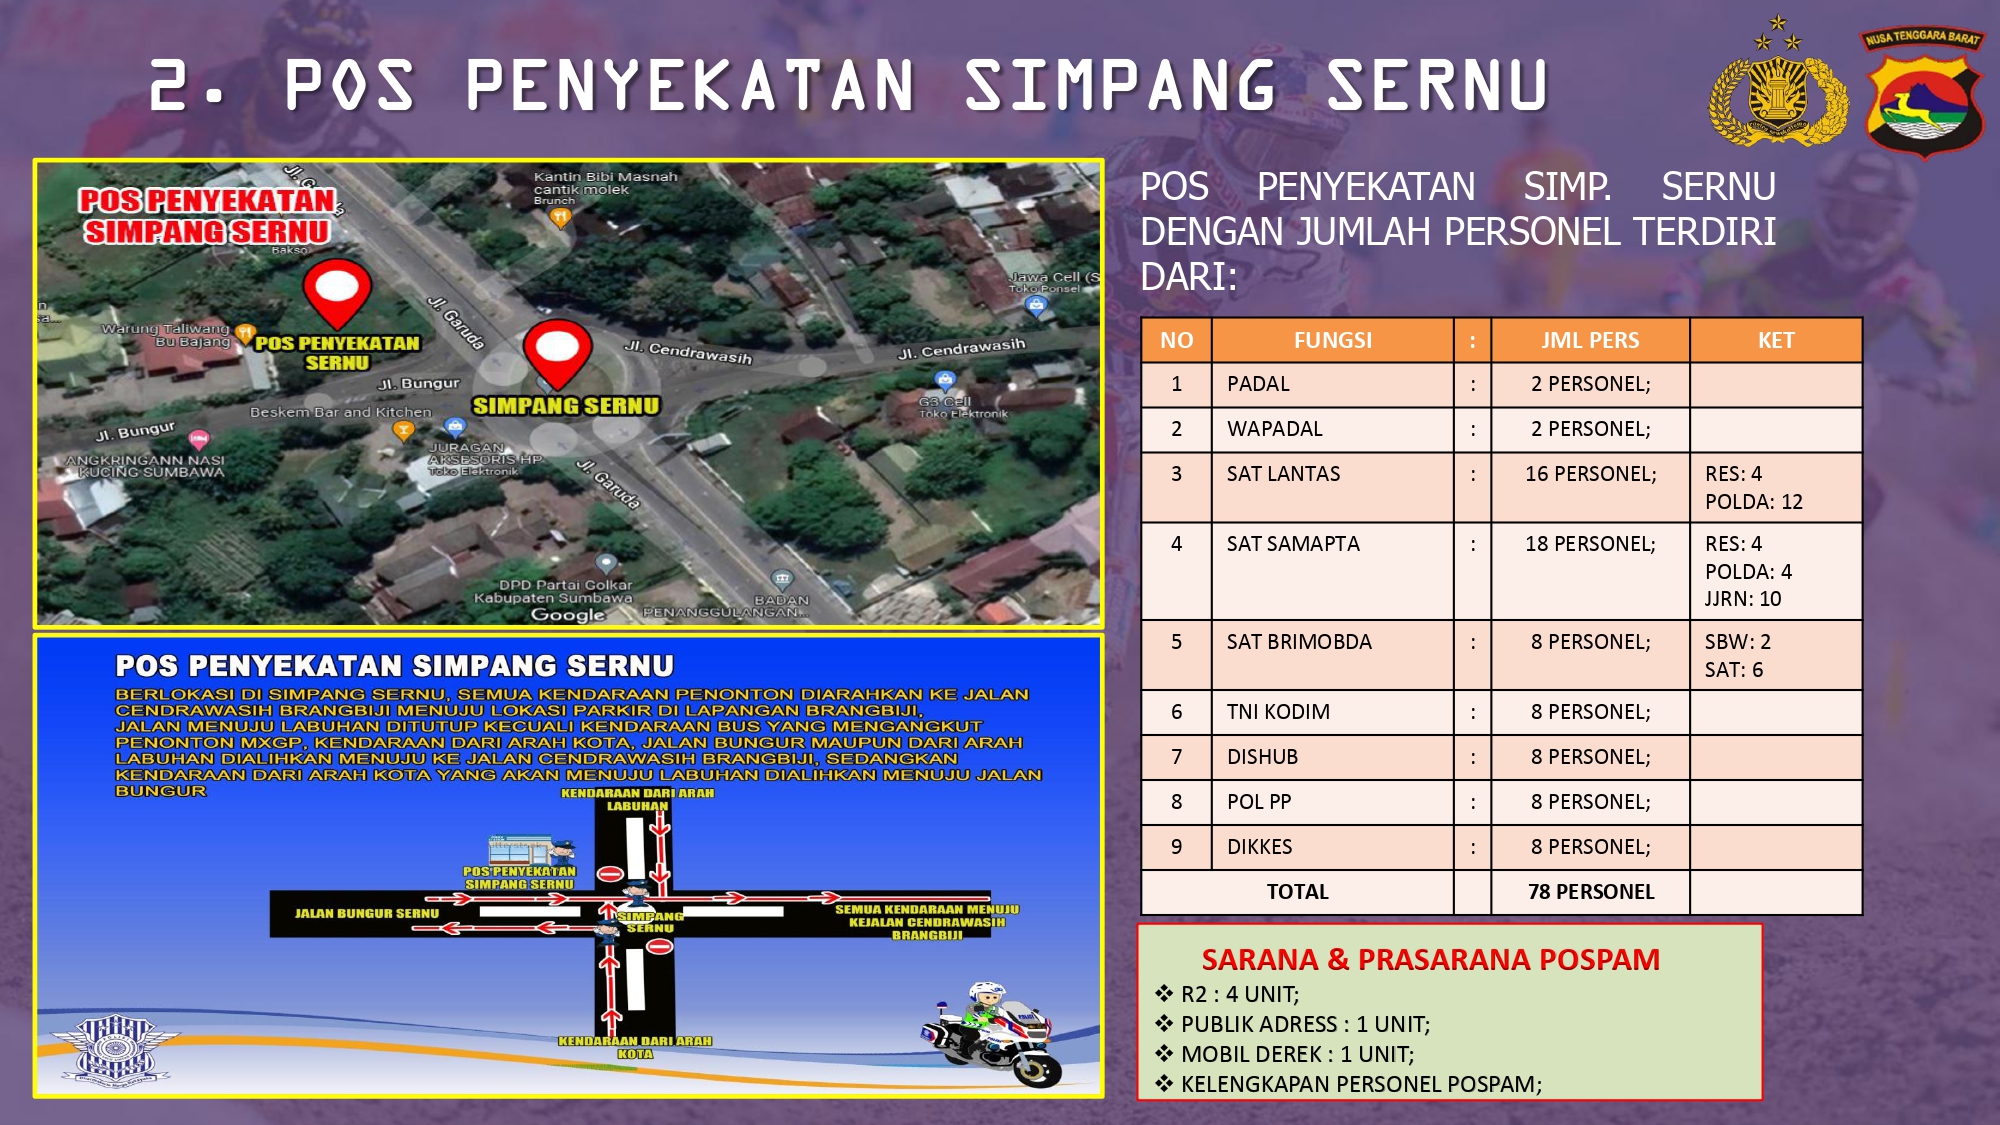 2. POS PENYEKATAN SIMPANG SERNU
NUSA TENGGARA BARAT
POS PENYEKATAN
SIMPANG SERNU
Bakso
Kantin Bibi Masnah
cantik molek
Brunch
Jawa Cell (S
Toko Ponsel
Warung Taliwang
Bu Bajang
POS PENYEKATAN
SERNU
Jl. Garuda
Jl. Cendrawasih
Jl. Cendrawasih
Jl. Bungur
SIMPANG SERNU
G3 Cell
Toko Elektronik
Beskem Bar and Kitchen
Jl. Bungur
JURAGAN
AKSESORIS HP
Toko Elektronik
ANGKRINGANN NASI
KUCING SUMBAWA
Jl. Garuda
DPD Partai Golkar
Kabupaten Sumbawa
Google
BADAN
PENANGGULANGAN...
POS PENYEKATAN SIMPANG SERNU
BERLOKASI DI SIMPANG SERNU, SEMUA KENDARAAN PENONTON DIARAHKAN KE JALAN
CENDRAWASIH BRANGBIJI MENUJU LOKASI PARKIR DI LAPANGAN BRANGBIJI,
JALAN MENUJU LABUHAN DITUTUP KECUALI KENDARAAN BUS YANG MENGANGKUT
PENONTON MXGP, KENDARAAN DARI ARAH KOTA, JALAN BUNGUR MAUPUN DARI ARAH
LABUHAN DIALIHKAN MENUJU KE JALAN CENDRAWASIH BRANGBIJI, SEDANGKAN
KENDARAAN DARI ARAH KOTA YANG AKAN MENUJU LABUHAN DIALIHKAN MENUJU JALAN
BUNGUR
KENDARAAN DARI ARAH
LABUHAN
POS PENYEKATAN
SIMPANG SERNU
JALAN BUNGUR SERNU
SIMPANG
SERNU
SEMUA KENDARAAN MENUJU
KEJALAN CENDRAWASIH
BRANGBIJI
KENDARAAN DARI ARAH
KOTA
POS PENYEKATAN SIMP. SERNU
DENGAN JUMLAH PERSONEL TERDIRI
DARI:
NO FUNGSI : JML PERS KET
1 PADAL : 2 PERSONEL;
2 WAPADAL : 2 PERSONEL;
3 SAT LANTAS : 16 PERSONEL; RES: 4
POLDA: 12
4 SAT SAMAPTA : 18 PERSONEL; RES: 4
POLDA: 4
JJRN: 10
5 SAT BRIMOBDA : 8 PERSONEL; SBW: 2
SAT: 6
6 TNI KODIM : 8 PERSONEL;
7 DISHUB : 8 PERSONEL;
8 POL PP : 8 PERSONEL;
9 DIKKES : 8 PERSONEL;
TOTAL 78 PERSONEL
SARANA & PRASARANA POSPAM
❖ R2 : 4 UNIT;
❖ PUBLIK ADRESS : 1 UNIT;
❖ MOBIL DEREK : 1 UNIT;
❖ KELENGKAPAN PERSONEL POSPAM;